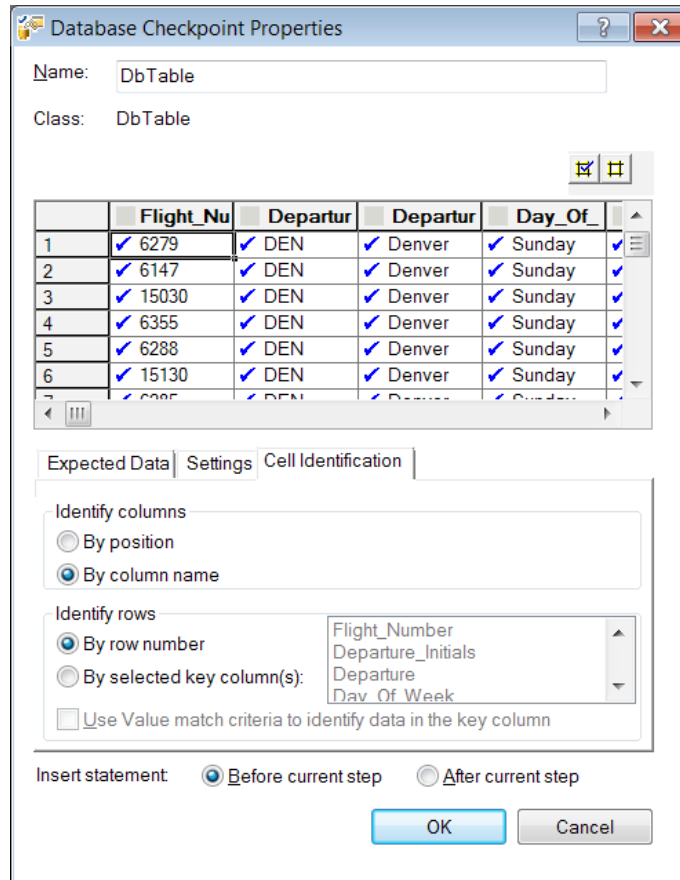 Database Checkpoint Properties
Name: DbTable
Class: DbTable
Flight_Nu Departur Departur Day_Of_
1 6279 DEN Denver Sunday
2 6147 DEN Denver Sunday
3 15030 DEN Denver Sunday
4 6355 DEN Denver Sunday
5 6288 DEN Denver Sunday
6 15130 DEN Denver Sunday
Expected Data Settings Cell Identification
Identify columns
By position
By column name
Identify rows
By row number
By selected key column(s):
Flight_Number
Departure_Initials
Departure
Day_Of_Week
Use Value match criteria to identify data in the key column
Insert statement: Before current step After current step
OK Cancel